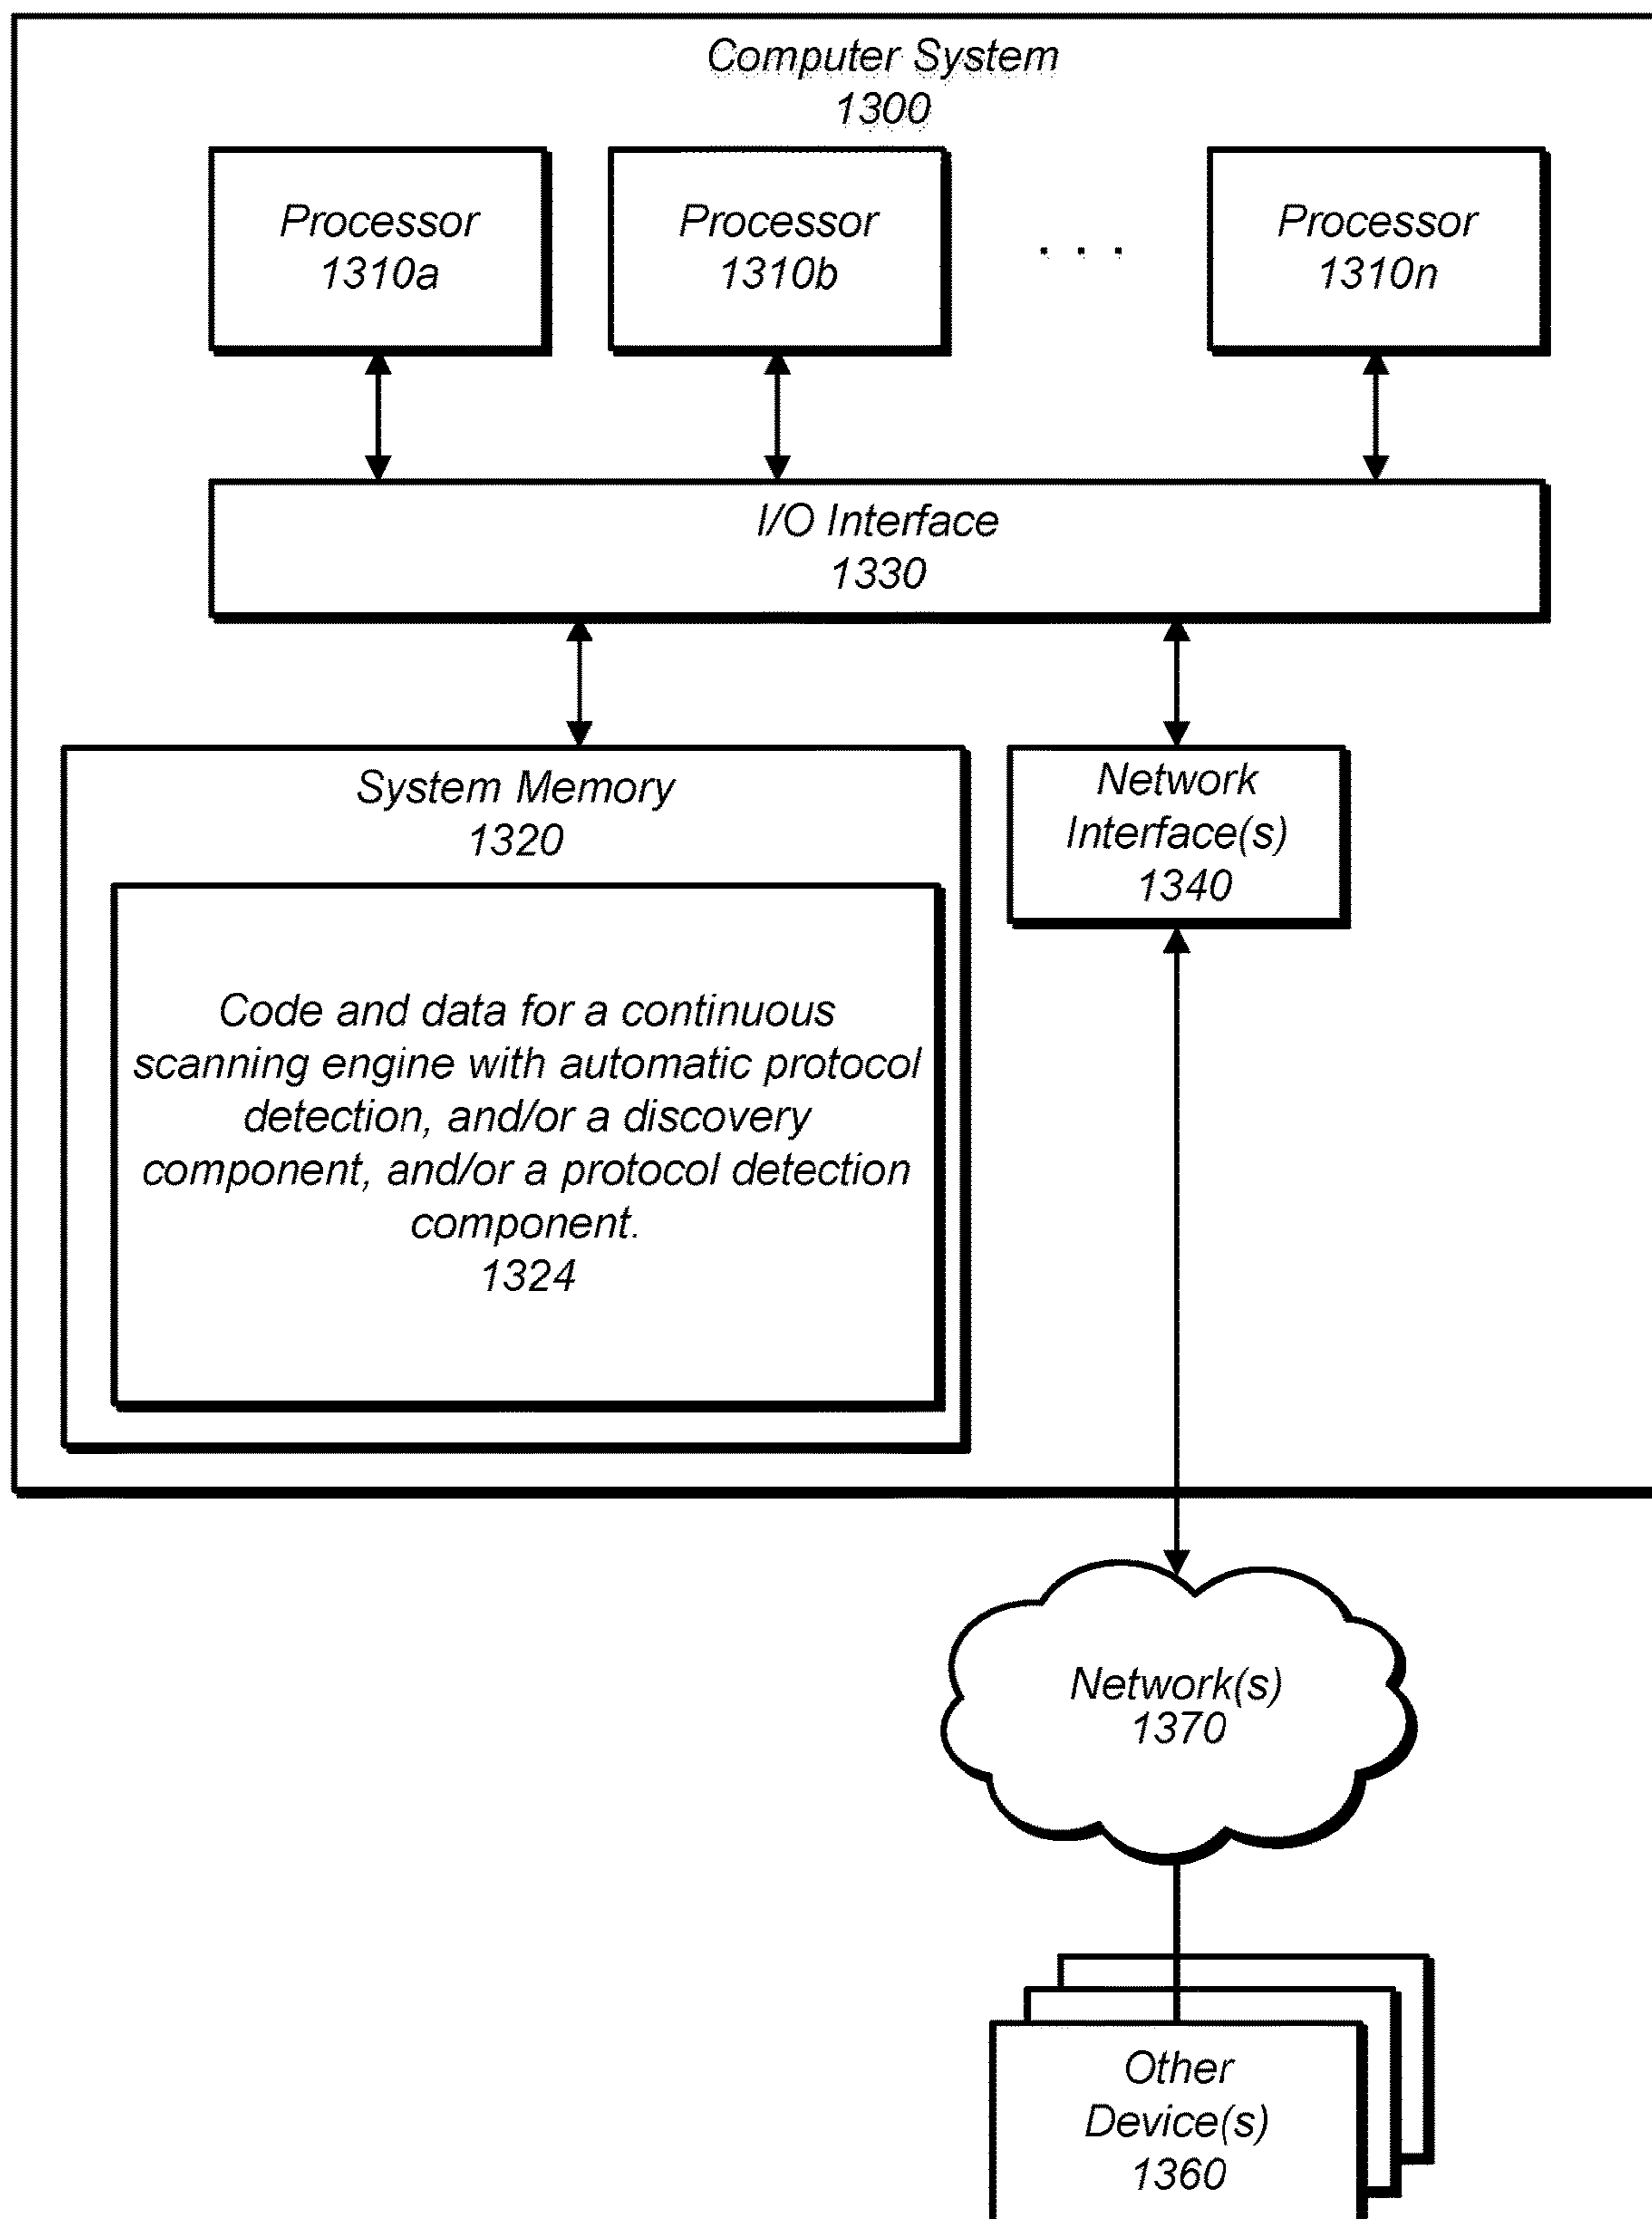 Computer System
1300
Processor
1310a
Processor
1310b
. . .
Processor
1310n
I/O Interface
1330
System Memory
1320
Network
Interface(s)
1340
Code and data for a continuous
scanning engine with automatic protocol
detection, and/or a discovery
component, and/or a protocol detection
component.
1324
Network(s)
1370
Other
Device(s)
1360